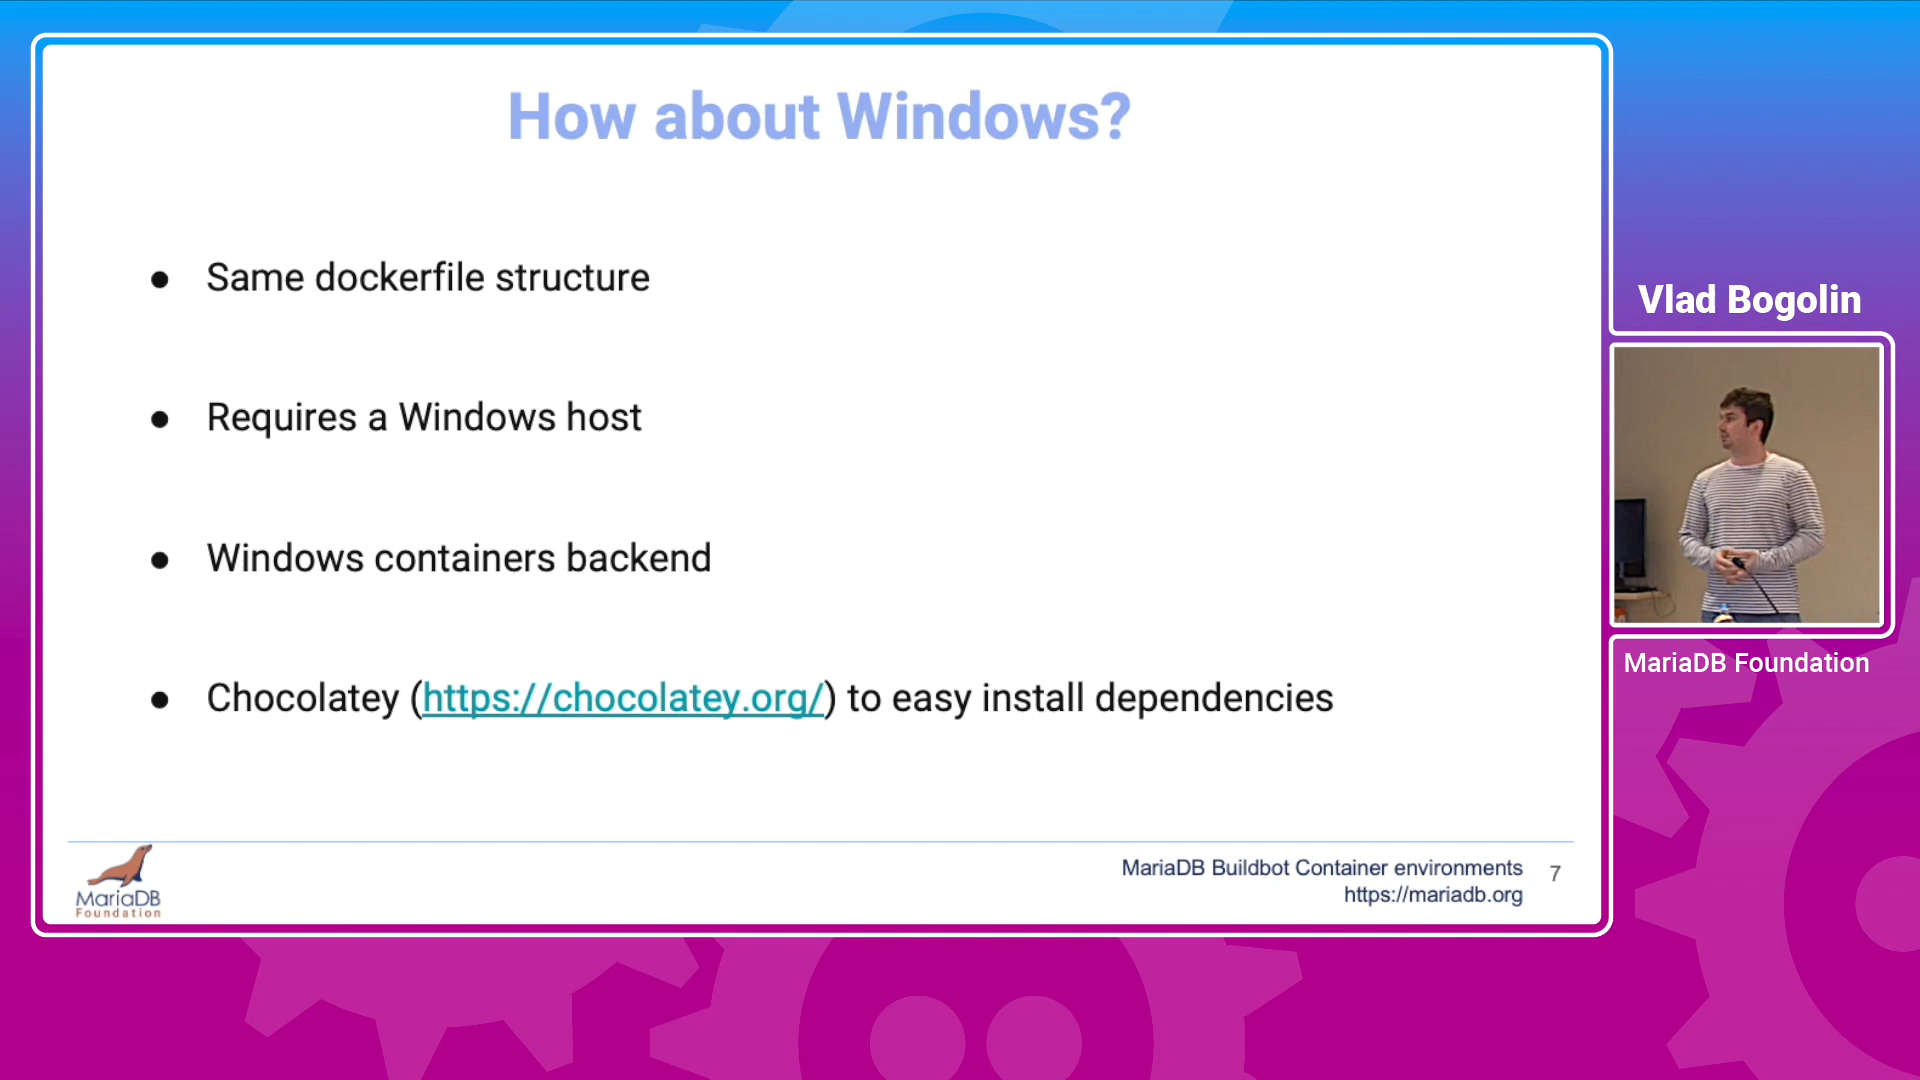 How about Windows?
● Same dockerfile structure
● Requires a Windows host
● Windows containers backend
● Chocolatey (https://chocolatey.org/) to easy install dependencies
Vlad Bogolin
MariaDB Foundation
MariaDB
Foundation
MariaDB Buildbot Container environments
https://mariadb.org
7